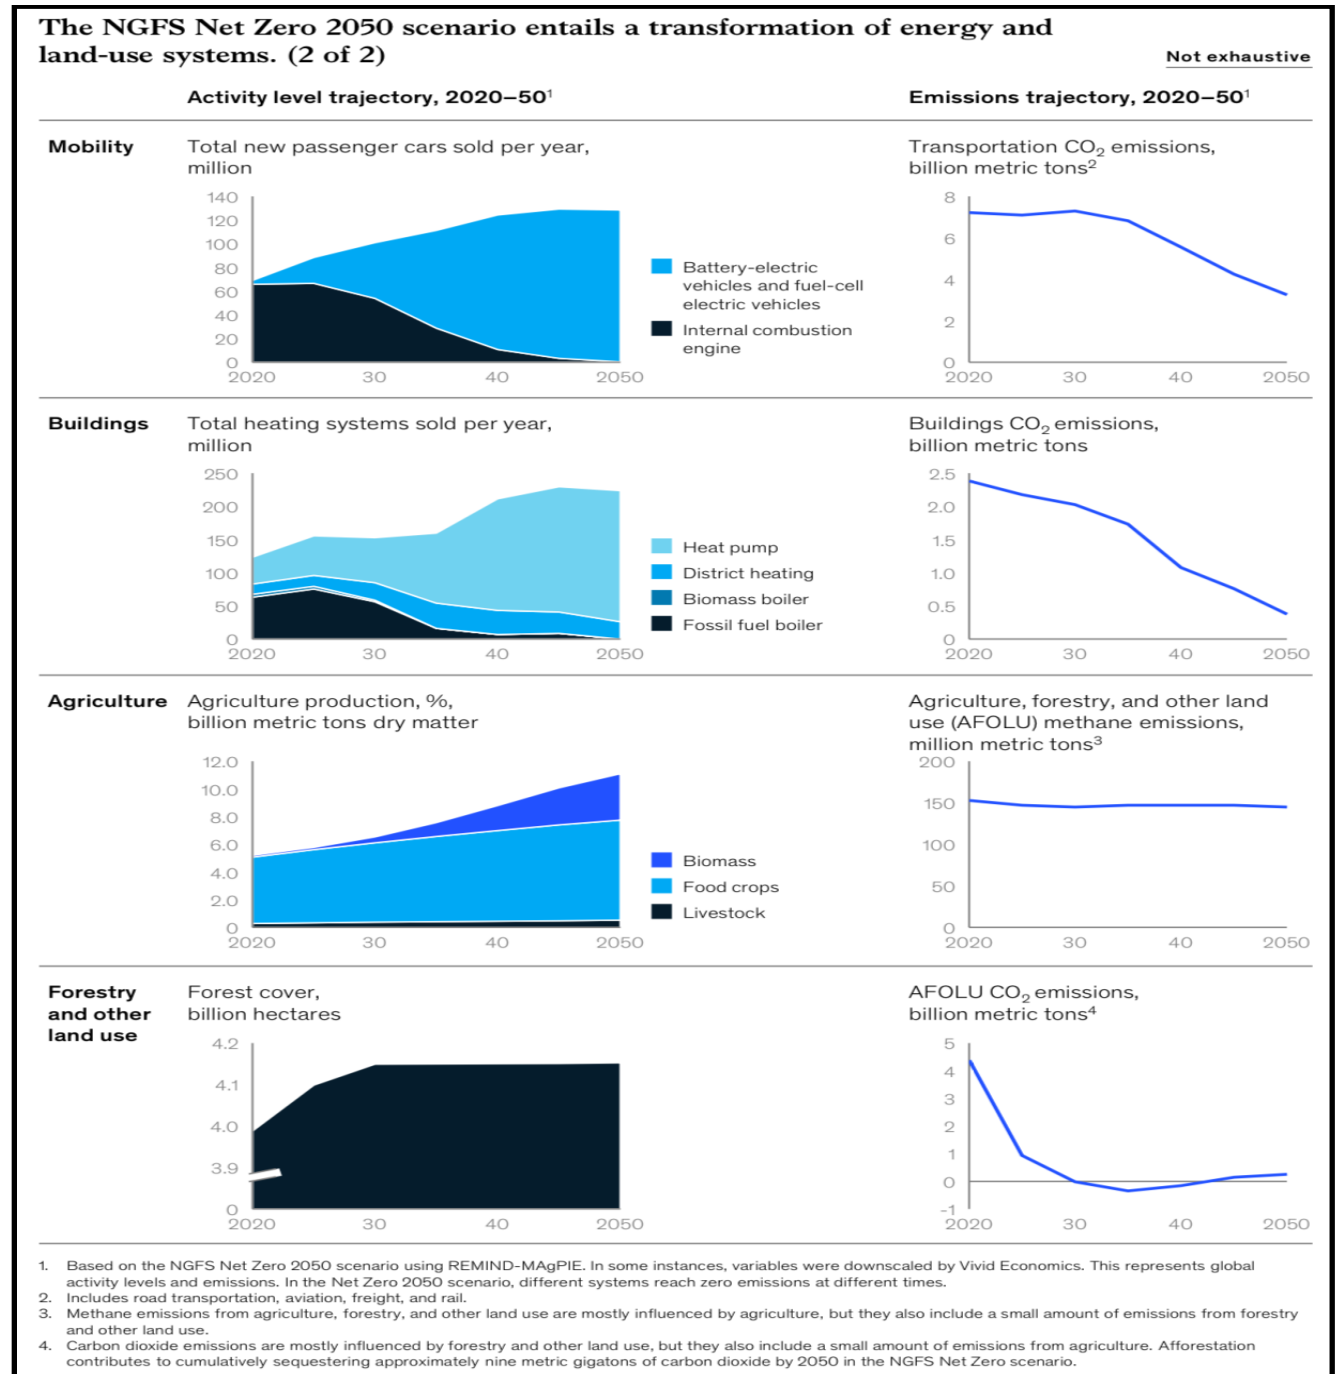 The NGFS Net Zero 2050 scenario entails a transformation of energy and
land-use systems. (2 of 2)
Not exhaustive
Activity level trajectory, 2020–50¹
Emissions trajectory, 2020–50¹
Mobility
Total new passenger cars sold per year,
million
140
120
100
80
60
40
20
0
2020
30
40
2050
Battery-electric
vehicles and fuel-cell
electric vehicles
Internal combustion
engine
Transportation CO₂ emissions,
billion metric tons²
8
6
4
2
0
2020
30
40
2050
Buildings
Total heating systems sold per year,
million
250
200
150
100
50
0
2020
30
40
2050
Heat pump
District heating
Biomass boiler
Fossil fuel boiler
Buildings CO₂ emissions,
billion metric tons
2.5
2.0
1.5
1.0
0.5
0
2020
30
40
2050
Agriculture
Agriculture production, %,
billion metric tons dry matter
12.0
10.0
8.0
6.0
4.0
2.0
0
2020
30
40
2050
Biomass
Food crops
Livestock
Agriculture, forestry, and other land
use (AFOLU) methane emissions,
million metric tons³
200
150
100
50
0
2020
30
40
2050
Forestry
and other
land use
Forest cover,
billion hectares
4.2
4.1
4.0
3.9
0
2020
30
40
2050
AFOLU CO₂ emissions,
billion metric tons⁴
5
4
3
2
1
0
-1
2020
30
40
2050
1. Based on the NGFS Net Zero 2050 scenario using REMIND-MAgPIE. In some instances, variables were downscaled by Vivid Economics. This represents global
activity levels and emissions. In the Net Zero 2050 scenario, different systems reach zero emissions at different times.
2. Includes road transportation, aviation, freight, and rail.
3. Methane emissions from agriculture, forestry, and other land use are mostly influenced by agriculture, but they also include a small amount of emissions from forestry
and other land use.
4. Carbon dioxide emissions are mostly influenced by forestry and other land use, but they also include a small amount of emissions from agriculture. Afforestation
contributes to cumulatively sequestering approximately nine metric gigatons of carbon dioxide by 2050 in the NGFS Net Zero scenario.